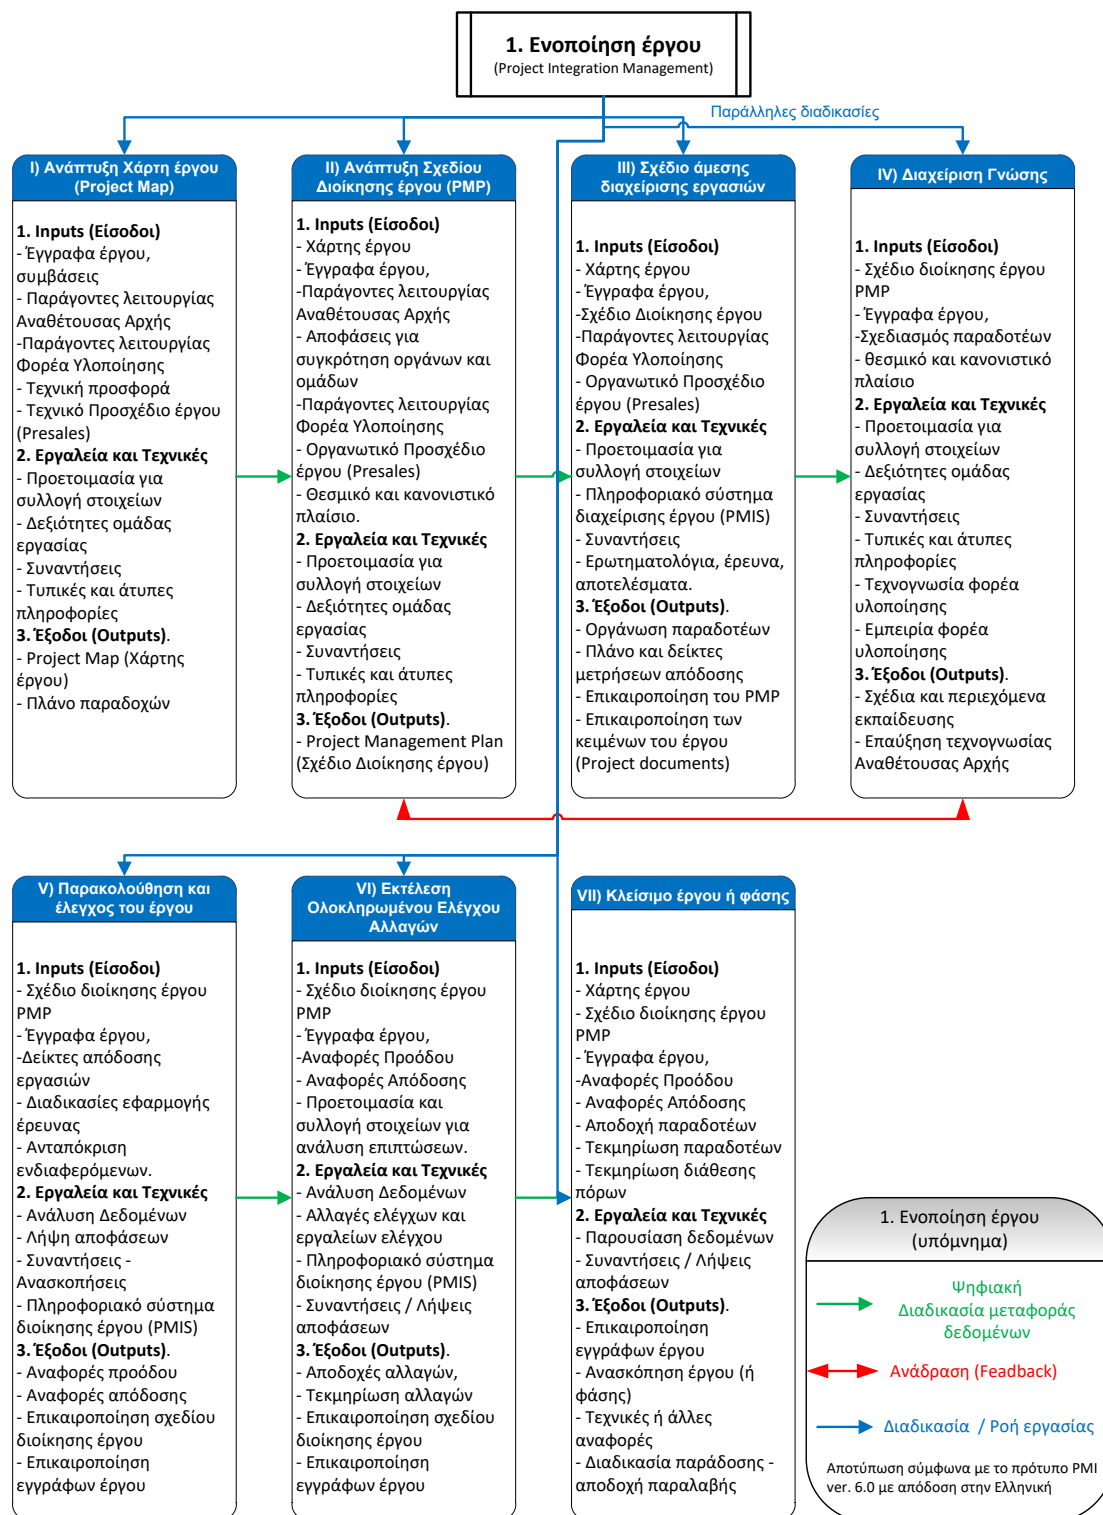 1. Ενοποίηση έργου
(Project Integration Management)
Παράλληλες διαδικασίες
I) Ανάπτυξη Χάρτη έργου
(Project Map)
1. Inputs (Είσοδοι)
- Έγγραφα έργου,
συμβάσεις
- Παράγοντες λειτουργίας
Αναθέτουσας Αρχής
-Παράγοντες λειτουργίας
Φορέα Υλοποίησης
- Τεχνική προσφορά
- Τεχνικό Προσχέδιο έργου
(Presales)
2. Εργαλεία και Τεχνικές
- Προετοιμασία για
συλλογή στοιχείων
- Δεξιότητες ομάδας
εργασίας
- Συναντήσεις
- Τυπικές και άτυπες
πληροφορίες
3. Έξοδοι (Outputs).
- Project Map (Χάρτης
έργου)
- Πλάνο παραδοχών
II) Ανάπτυξη Σχεδίου
Διοίκησης έργου (PMP)
1. Inputs (Είσοδοι)
- Χάρτης έργου
- Έγγραφα έργου,
-Παράγοντες λειτουργίας
Αναθέτουσας Αρχής
- Αποφάσεις για
συγκρότηση οργάνων και
ομάδων
-Παράγοντες λειτουργίας
Φορέα Υλοποίησης
- Οργανωτικό Προσχέδιο
έργου (Presales)
- Θεσμικό και κανονιστικό
πλαίσιο.
2. Εργαλεία και Τεχνικές
- Προετοιμασία για
συλλογή στοιχείων
- Δεξιότητες ομάδας
εργασίας
- Συναντήσεις
- Τυπικές και άτυπες
πληροφορίες
3. Έξοδοι (Outputs).
- Project Management Plan
(Σχέδιο Διοίκησης έργου)
III) Σχέδιο άμεσης
διαχείρισης εργασιών
1. Inputs (Είσοδοι)
- Χάρτης έργου
- Έγγραφα έργου,
-Σχέδιο Διοίκησης έργου
-Παράγοντες λειτουργίας
Φορέα Υλοποίησης
- Οργανωτικό Προσχέδιο
έργου (Presales)
2. Εργαλεία και Τεχνικές
- Προετοιμασία για
συλλογή στοιχείων
- Πληροφοριακό σύστημα
διαχείρισης έργου (PMIS)
- Συναντήσεις
- Ερωτηματολόγια, έρευνα,
αποτελέσματα.
3. Έξοδοι (Outputs).
- Οργάνωση παραδοτέων
- Πλάνο και δείκτες
μετρήσεων απόδοσης
- Επικαιροποίηση του PMP
- Επικαιροποίηση των
κειμένων του έργου
(Project documents)
IV) Διαχείριση Γνώσης
1. Inputs (Είσοδοι)
- Σχέδιο διοίκησης έργου
PMP
- Έγγραφα έργου,
-Σχεδιασμός παραδοτέων
- θεσμικό και κανονιστικό
πλαίσιο
2. Εργαλεία και Τεχνικές
- Προετοιμασία για
συλλογή στοιχείων
- Δεξιότητες ομάδας
εργασίας
- Συναντήσεις
- Τυπικές και άτυπες
πληροφορίες
- Τεχνογνωσία φορέα
υλοποίησης
- Εμπειρία φορέα
υλοποίησης
3. Έξοδοι (Outputs).
- Σχέδια και περιεχόμενα
εκπαίδευσης
- Επαύξηση τεχνογνωσίας
Αναθέτουσας Αρχής
V) Παρακολούθηση και
έλεγχος του έργου
1. Inputs (Είσοδοι)
- Σχέδιο διοίκησης έργου
PMP
- Έγγραφα έργου,
-Δείκτες απόδοσης
εργασιών
- Διαδικασίες εφαρμογής
έρευνας
- Ανταπόκριση
ενδιαφερόμενων.
2. Εργαλεία και Τεχνικές
- Ανάλυση Δεδομένων
- Λήψη αποφάσεων
- Συναντήσεις -
Ανασκοπήσεις
- Πληροφοριακό σύστημα
διοίκησης έργου (PMIS)
3. Έξοδοι (Outputs).
- Αναφορές προόδου
- Αναφορές απόδοσης
- Επικαιροποίηση σχεδίου
διοίκησης έργου
- Επικαιροποίηση
εγγράφων έργου
VI) Εκτέλεση
Ολοκληρωμένου Ελέγχου
Αλλαγών
1. Inputs (Είσοδοι)
- Σχέδιο διοίκησης έργου
PMP
- Έγγραφα έργου,
-Αναφορές Προόδου
- Αναφορές Απόδοσης
- Προετοιμασία και
συλλογή στοιχείων για
ανάλυση επιπτώσεων.
2. Εργαλεία και Τεχνικές
- Ανάλυση Δεδομένων
- Αλλαγές ελέγχων και
εργαλείων ελέγχου
- Πληροφοριακό σύστημα
διοίκησης έργου (PMIS)
- Συναντήσεις / Λήψεις
αποφάσεων
3. Έξοδοι (Outputs).
- Αποδοχές αλλαγών,
- Τεκμηρίωση αλλαγών
- Επικαιροποίηση σχεδίου
διοίκησης έργου
- Επικαιροποίηση
εγγράφων έργου
VII) Κλείσιμο έργου ή φάσης
1. Inputs (Είσοδοι)
- Χάρτης έργου
- Σχέδιο διοίκησης έργου
PMP
- Έγγραφα έργου,
-Αναφορές Προόδου
- Αναφορές Απόδοσης
- Αποδοχή παραδοτέων
- Τεκμηρίωση παραδοτέων
- Τεκμηρίωση διάθεσης
πόρων
2. Εργαλεία και Τεχνικές
- Παρουσίαση δεδομένων
- Συναντήσεις / Λήψεις
αποφάσεων
3. Έξοδοι (Outputs).
- Επικαιροποίηση
εγγράφων έργου
- Ανασκόπηση έργου (ή
φάσης)
- Τεχνικές ή άλλες
αναφορές
- Διαδικασία παράδοσης -
αποδοχή παραλαβής
1. Ενοποίηση έργου
(υπόμνημα)
Ψηφιακή
Διαδικασία μεταφοράς
δεδομένων
Ανάδραση (Feadback)
Διαδικασία / Ροή εργασίας
Αποτύπωση σύμφωνα με το πρότυπο PMI
ver. 6.0 με απόδοση στην Ελληνική